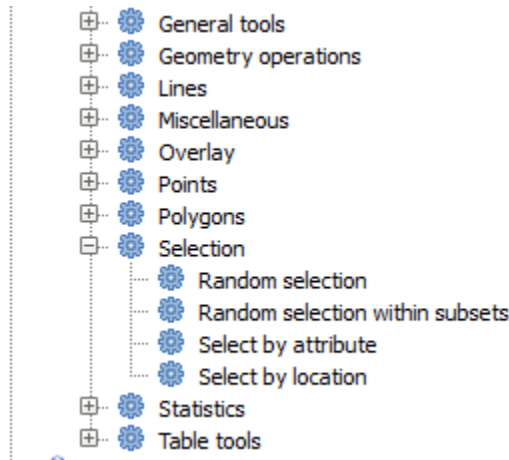 General tools
Geometry operations
Lines
Miscellaneous
Overlay
Points
Polygons
Selection
Random selection
Random selection within subsets
Select by attribute
Select by location
Statistics
Table tools